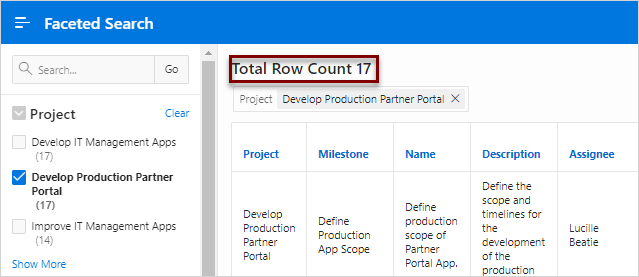 Faceted Search
Search...
Go
Project
Clear
Develop IT Management Apps
(17)
Develop Production Partner
Portal
(17)
Improve IT Management Apps
(14)
Show More
Total Row Count 17
Project Develop Production Partner Portal
Project Milestone Name Description Assignee
Develop
Production
Partner
Portal
Define
Production
App Scope
Define
production
scope of
Partner
Portal App.
Define the
scope and
timelines for
the
development of
the production
Lucille
Beatie